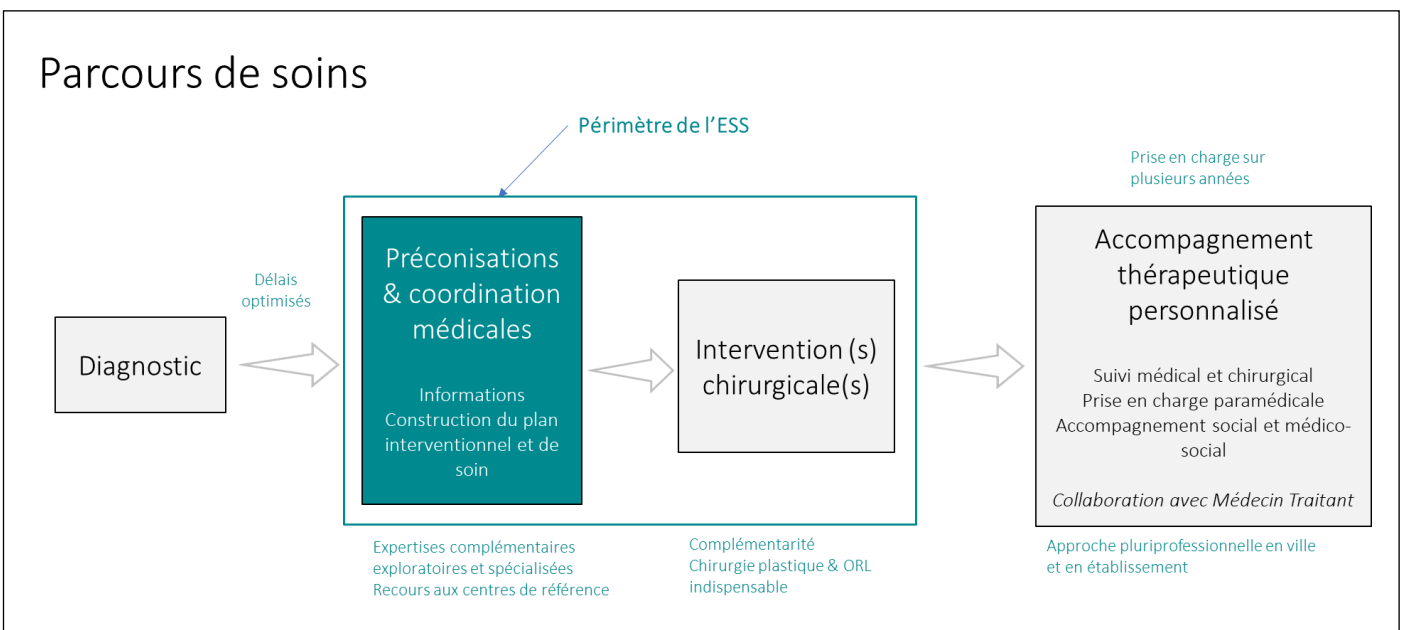 Parcours de soins
Périmètre de l'ESS
Délais
optimisés
Diagnostic
Préconisations
& coordination
médicales
Informations
Construction du plan
interventionnel et de
soin
Expertises complémentaires
exploratoires et spécialisées
Recours aux centres de référence
Intervention (s)
chirurgicale(s)
Complémentarité
Chirurgie plastique & ORL
indispensable
Prise en charge sur
plusieurs années
Accompagnement
thérapeutique
personnalisé
Suivi médical et chirurgical
Prise en charge paramédicale
Accompagnement social et médico-
social
Collaboration avec Médecin Traitant
Approche pluriprofessionnelle en ville
et en établissement